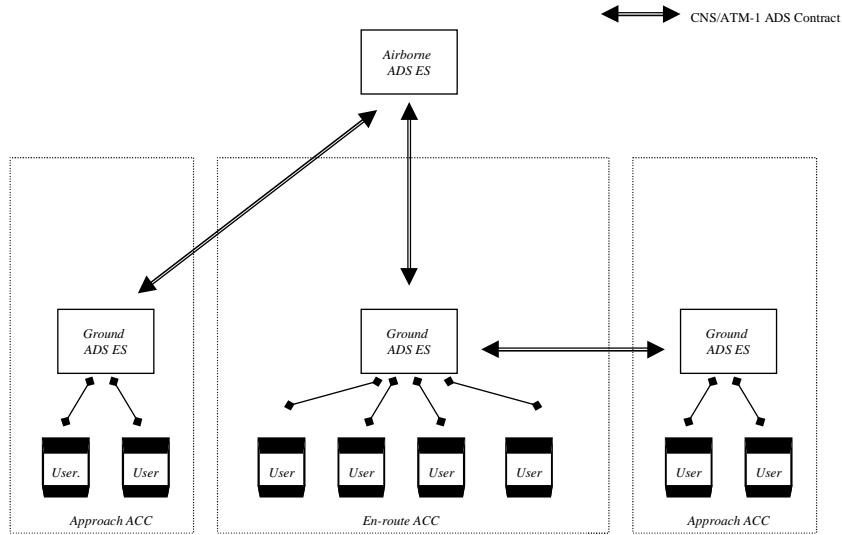 CNS/ATM-1 ADS Contract
Airborne
ADS ES
Ground
ADS ES
Ground
ADS ES
Ground
ADS ES
User.
User
User
User
User
User
User
User
Approach ACC
En-route ACC
Approach ACC